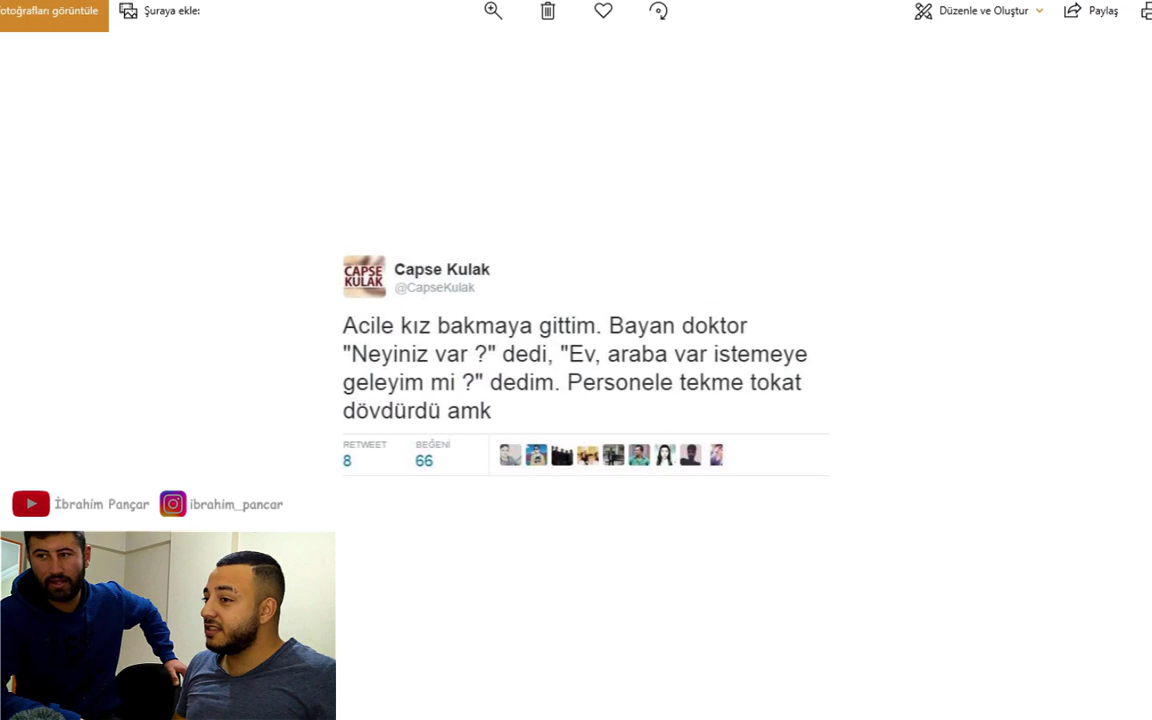 fotoğrafları görüntüle
Şuraya ekle:
Düzenle ve Oluştur
Paylaş
CAPSE
KULAK
Capse Kulak
@CapseKulak
Acile kız bakmaya gittim. Bayan doktor
"Neyiniz var ?" dedi, "Ev, araba var istemeye
geleyim mi ?" dedim. Personele tekme tokat
dövdürdü amk
RETWEET BEĞENİ
8 66
İbrahim Pançar ibrahim_pancar